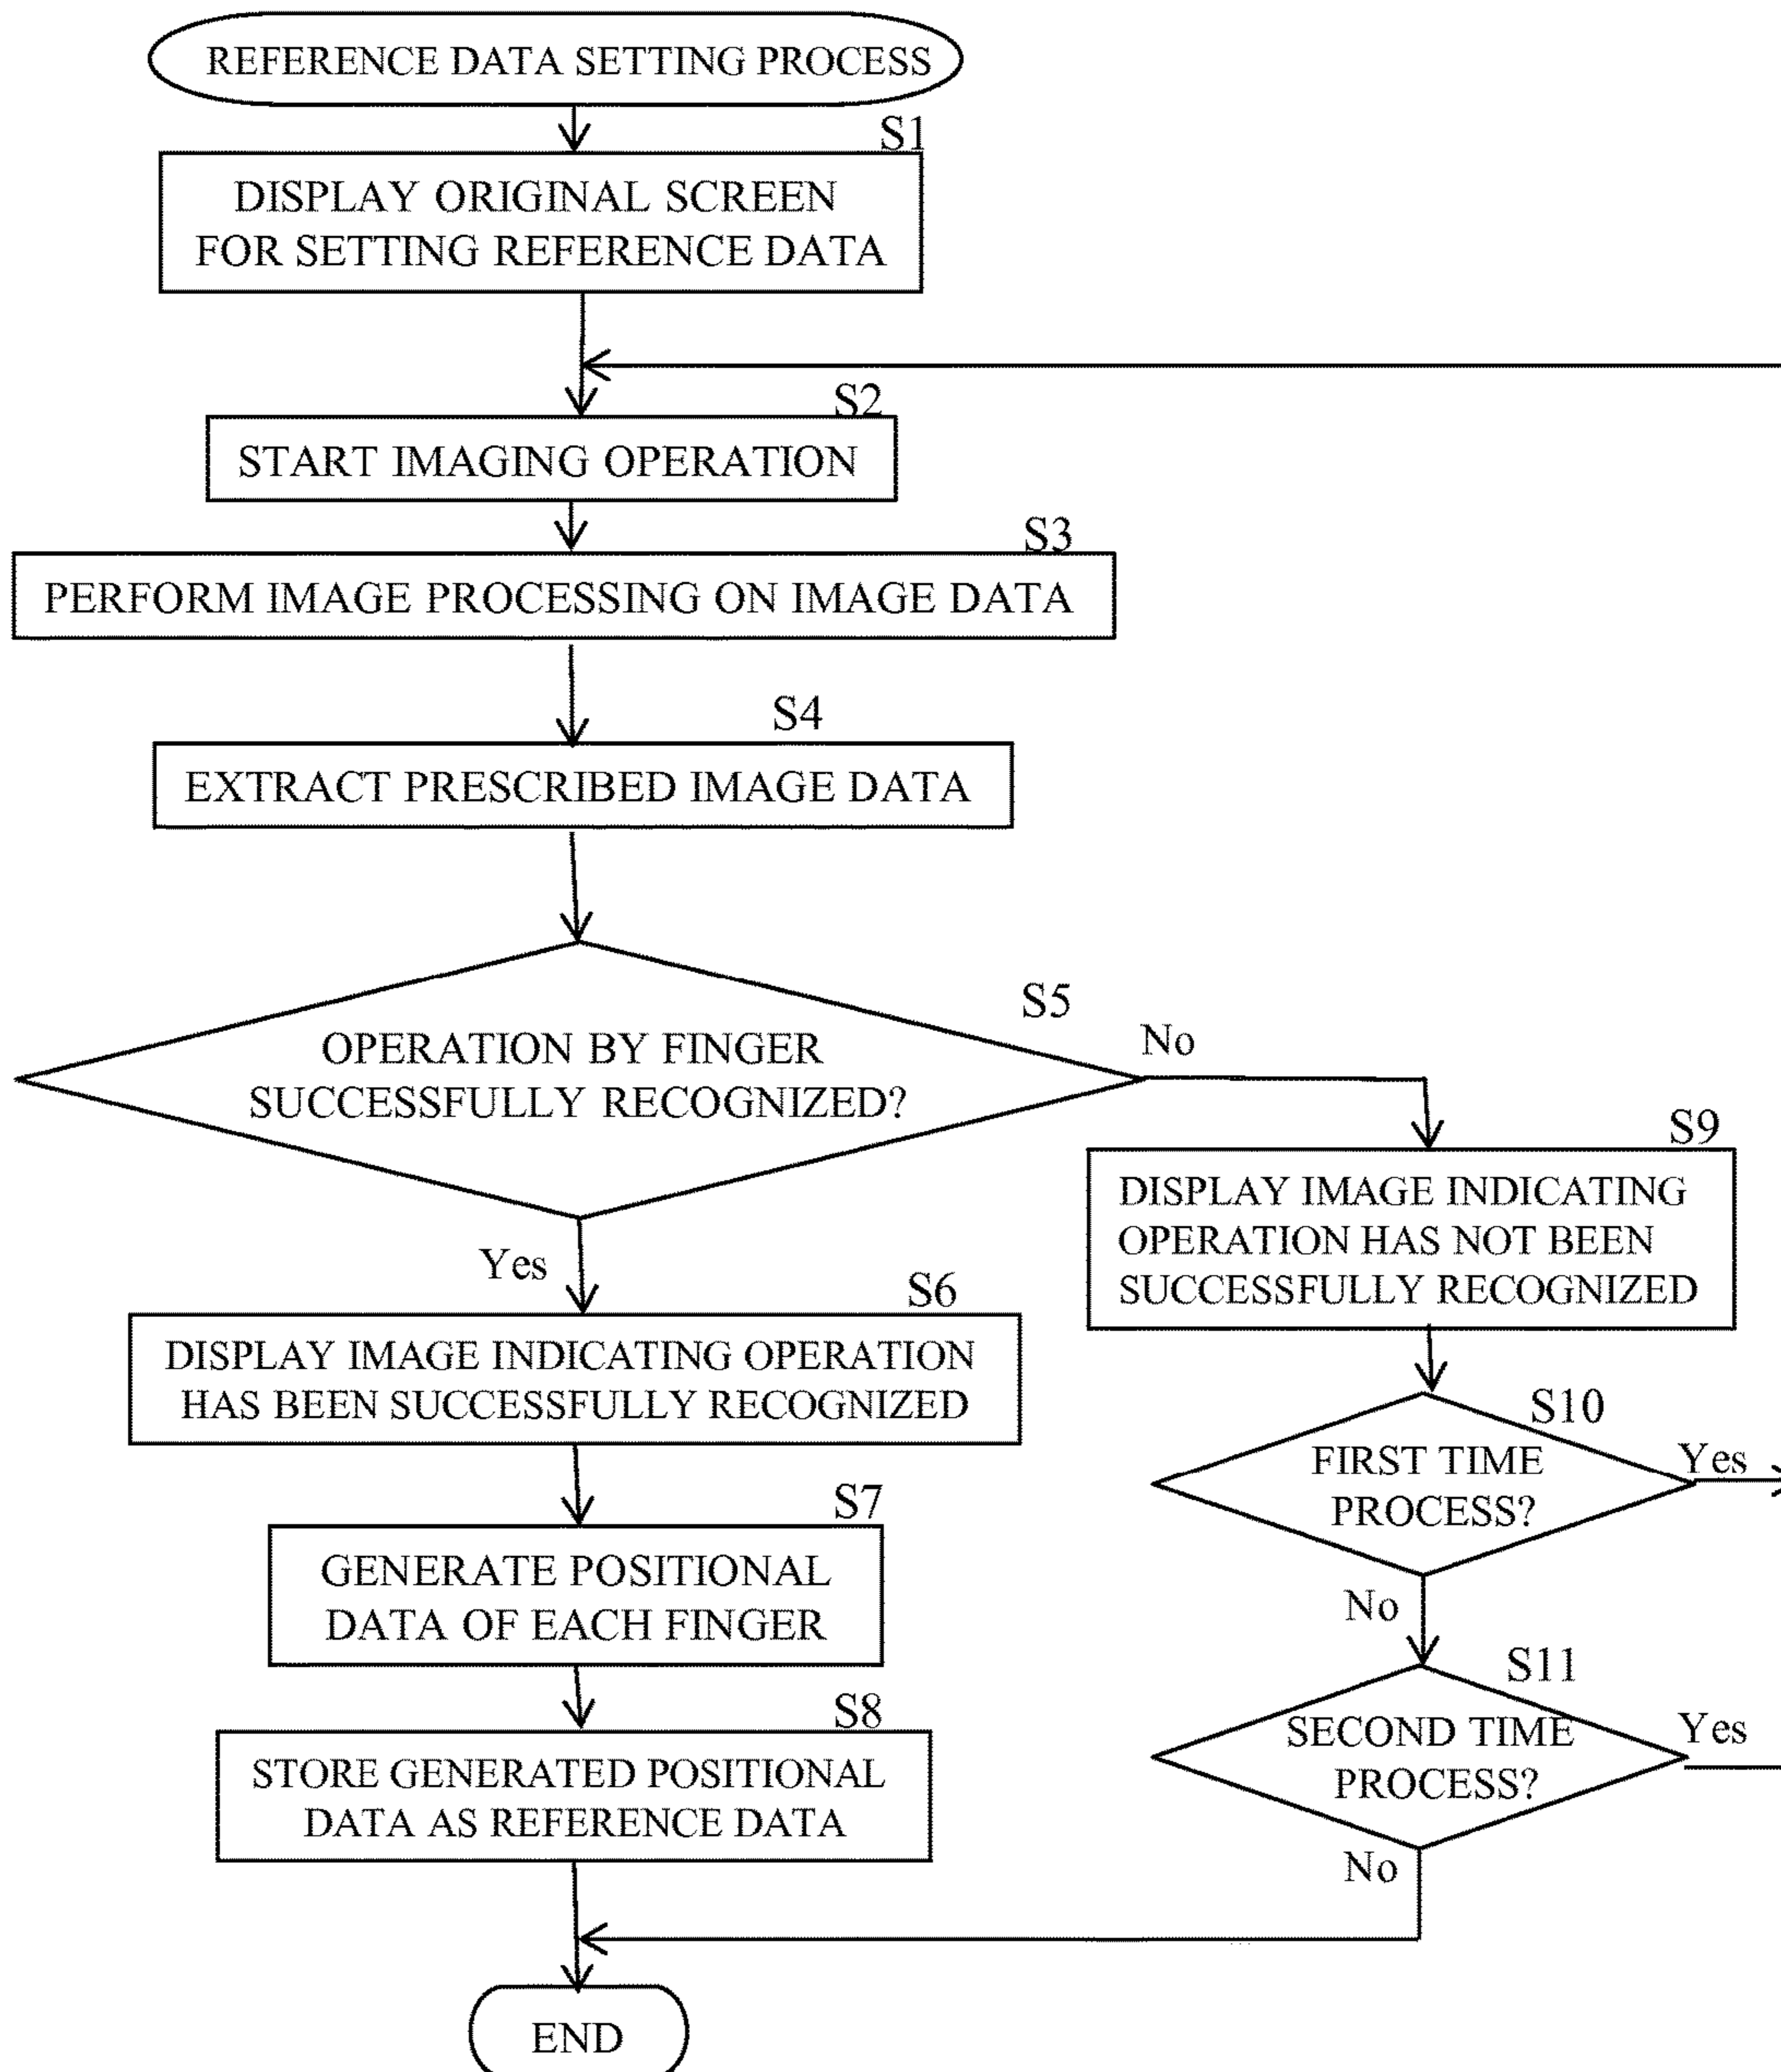 REFERENCE DATA SETTING PROCESS
S1
DISPLAY ORIGINAL SCREEN
FOR SETTING REFERENCE DATA
S2
START IMAGING OPERATION
S3
PERFORM IMAGE PROCESSING ON IMAGE DATA
S4
EXTRACT PRESCRIBED IMAGE DATA
S5
OPERATION BY FINGER
SUCCESSFULLY RECOGNIZED?
No
Yes
S6
DISPLAY IMAGE INDICATING OPERATION
HAS BEEN SUCCESSFULLY RECOGNIZED
S7
GENERATE POSITIONAL
DATA OF EACH FINGER
S8
STORE GENERATED POSITIONAL
DATA AS REFERENCE DATA
S9
DISPLAY IMAGE INDICATING
OPERATION HAS NOT BEEN
SUCCESSFULLY RECOGNIZED
S10
FIRST TIME
PROCESS?
Yes
No
S11
SECOND TIME
PROCESS?
Yes
No
END